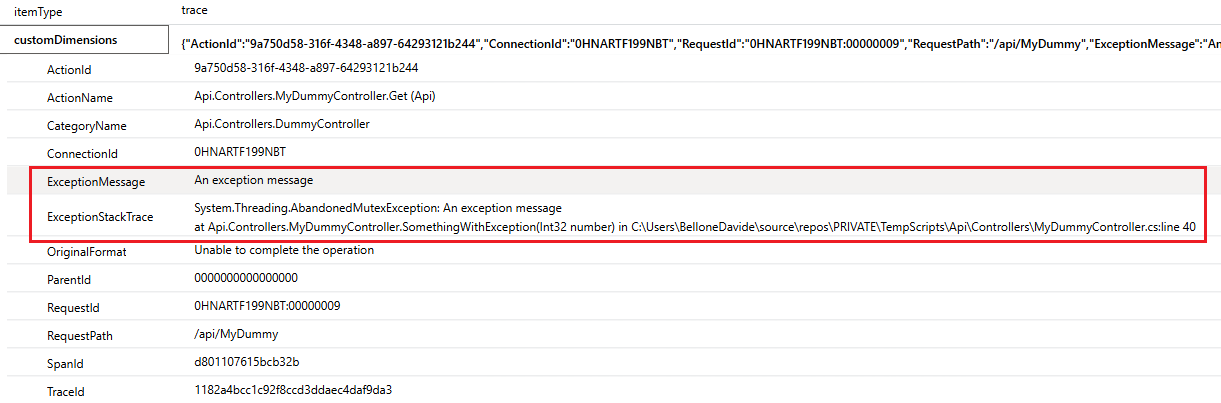 itemType trace
customDimensions {"ActionId":"9a750d58-316f-4348-a897-64293121b244","ConnectionId":"0HNARTF199NBT","RequestId":"0HNARTF199NBT:00000009","RequestPath":"/api/MyDummy","ExceptionMessage":"An
ActionId 9a750d58-316f-4348-a897-64293121b244
ActionName Api.Controllers.MyDummyController.Get (Api)
CategoryName Api.Controllers.DummyController
ConnectionId 0HNARTF199NBT
ExceptionMessage An exception message
ExceptionStackTrace System.Threading.AbandonedMutexException: An exception message
at Api.Controllers.MyDummyController.SomethingWithException(Int32 number) in C:\Users\BelloneDavide\source\repos\PRIVATE\TempScripts\Api\Controllers\MyDummyController.cs:line 40
OriginalFormat Unable to complete the operation
ParentId 0000000000000000
RequestId 0HNARTF199NBT:00000009
RequestPath /api/MyDummy
SpanId d801107615bcb32b
TraceId 1182a4bcc1c92f8ccd3ddaec4daf9da3